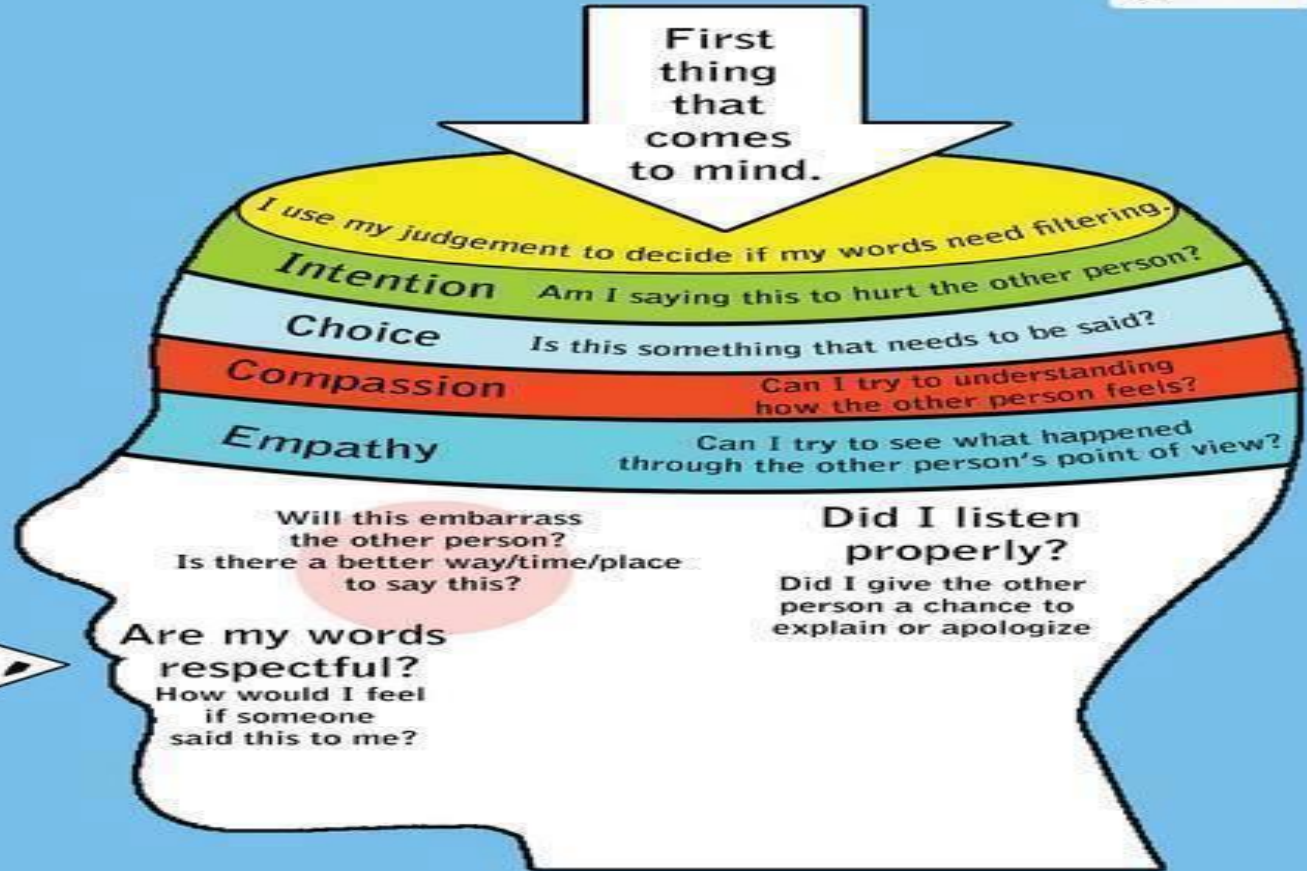 First
thing
that
comes
to mind.
I use my judgement to decide if my words need filtering.
Intention Am I saying this to hurt the other person?
Choice Is this something that needs to be said?
Compassion Can I try to understanding
how the other person feels?
Empathy Can I try to see what happened
through the other person's point of view?
Will this embarrass
the other person?
Is there a better way/time/place
to say this?
Are my words
respectful?
How would I feel
if someone
said this to me?
Did I listen
properly?
Did I give the other
person a chance to
explain or apologize